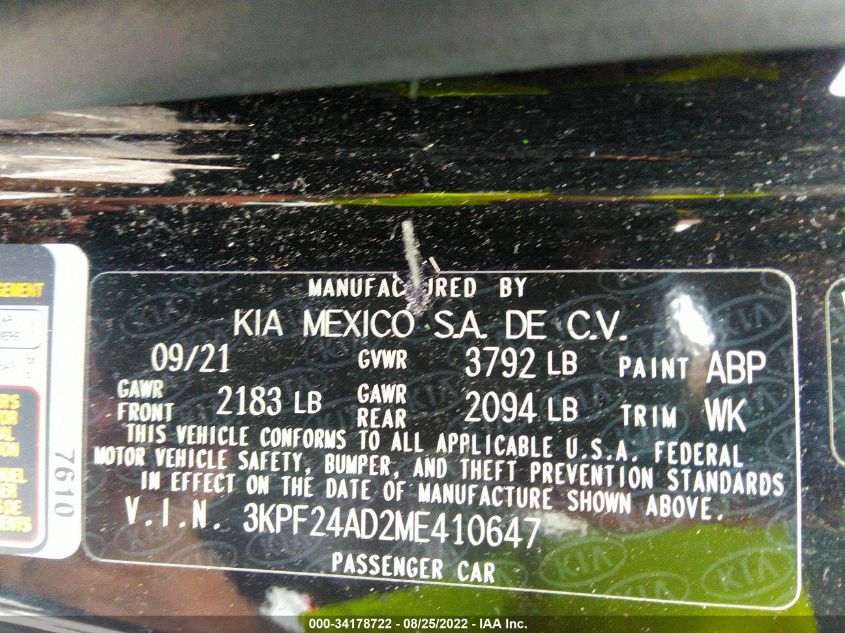 MANUFACTURED BY
KIA MEXICO S.A. DE C.V.
09/21 GVWR 3792 LB PAINT ABP
GAWR FRONT 2183 LB GAWR REAR 2094 LB TRIM WK
THIS VEHICLE CONFORMS TO ALL APPLICABLE U.S.A. FEDERAL
MOTOR VEHICLE SAFETY, BUMPER, AND THEFT PREVENTION STANDARDS
IN EFFECT ON THE DATE OF MANUFACTURE SHOWN ABOVE.
V.I.N. 3KPF24AD2ME410647
PASSENGER CAR
7610
KIA
000-34178722 - 08/25/2022 - IAA Inc.